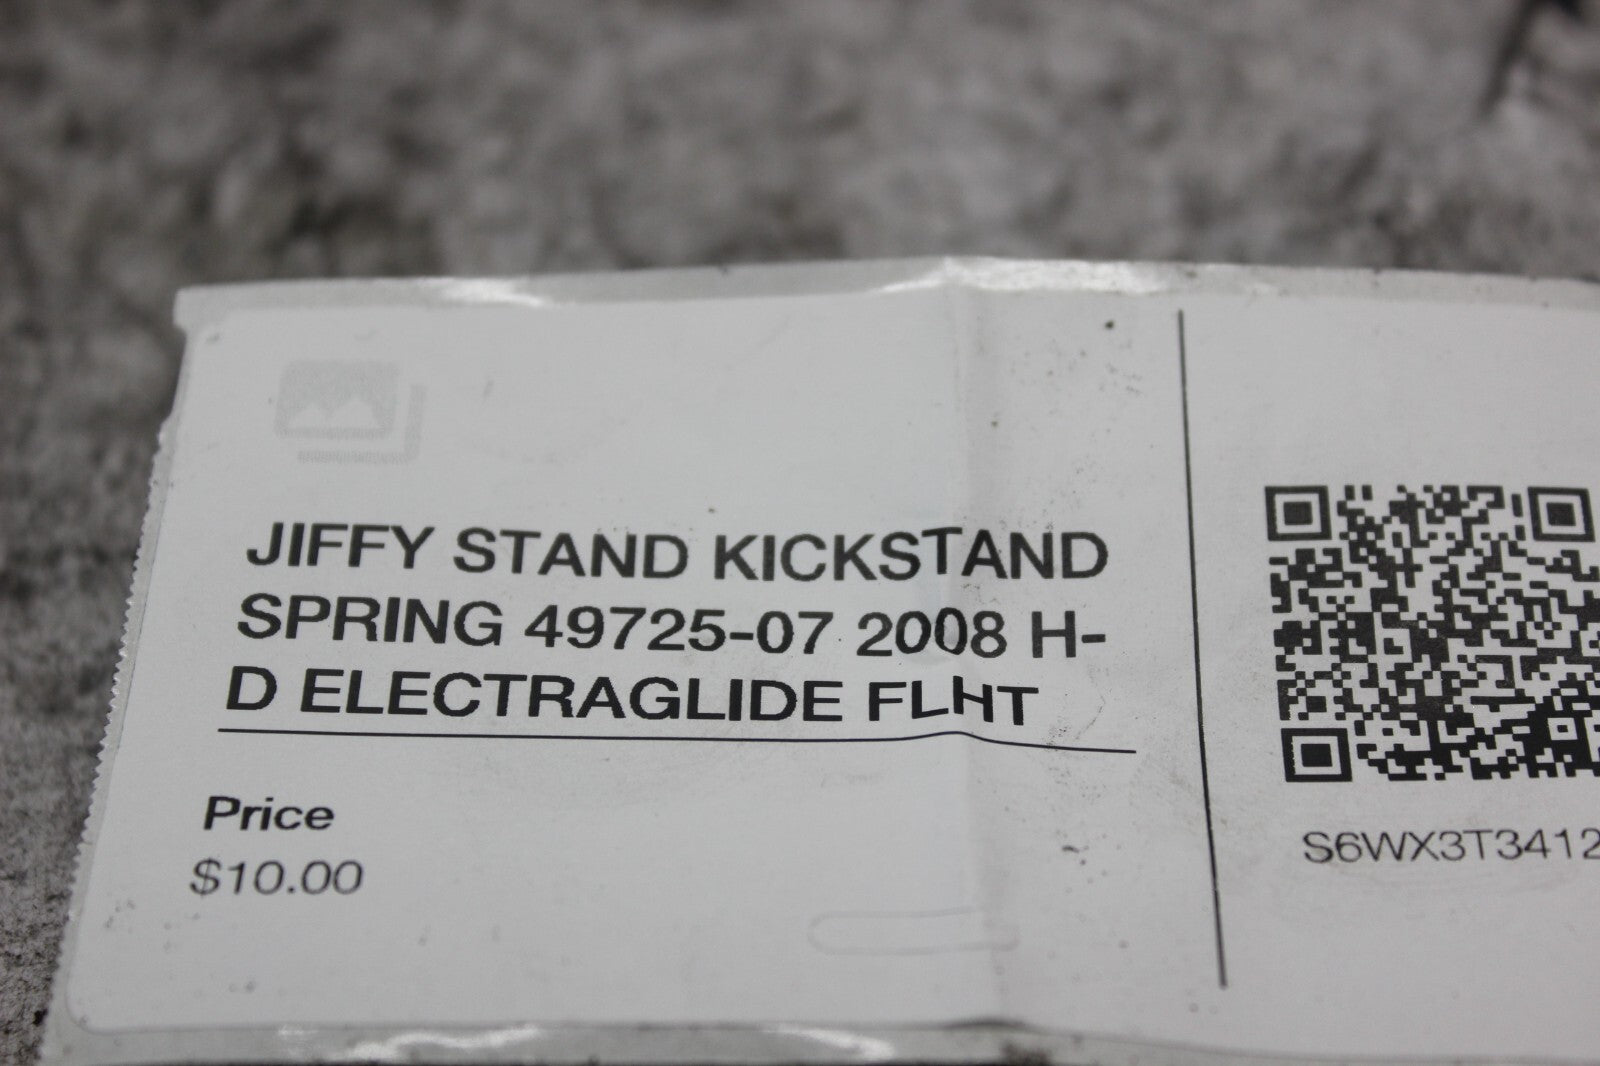 JIFFY STAND KICKSTAND
SPRING 49725-07 2008 H-
D ELECTRAGLIDE FLHT
Price
$10.00
S6WX3T3412